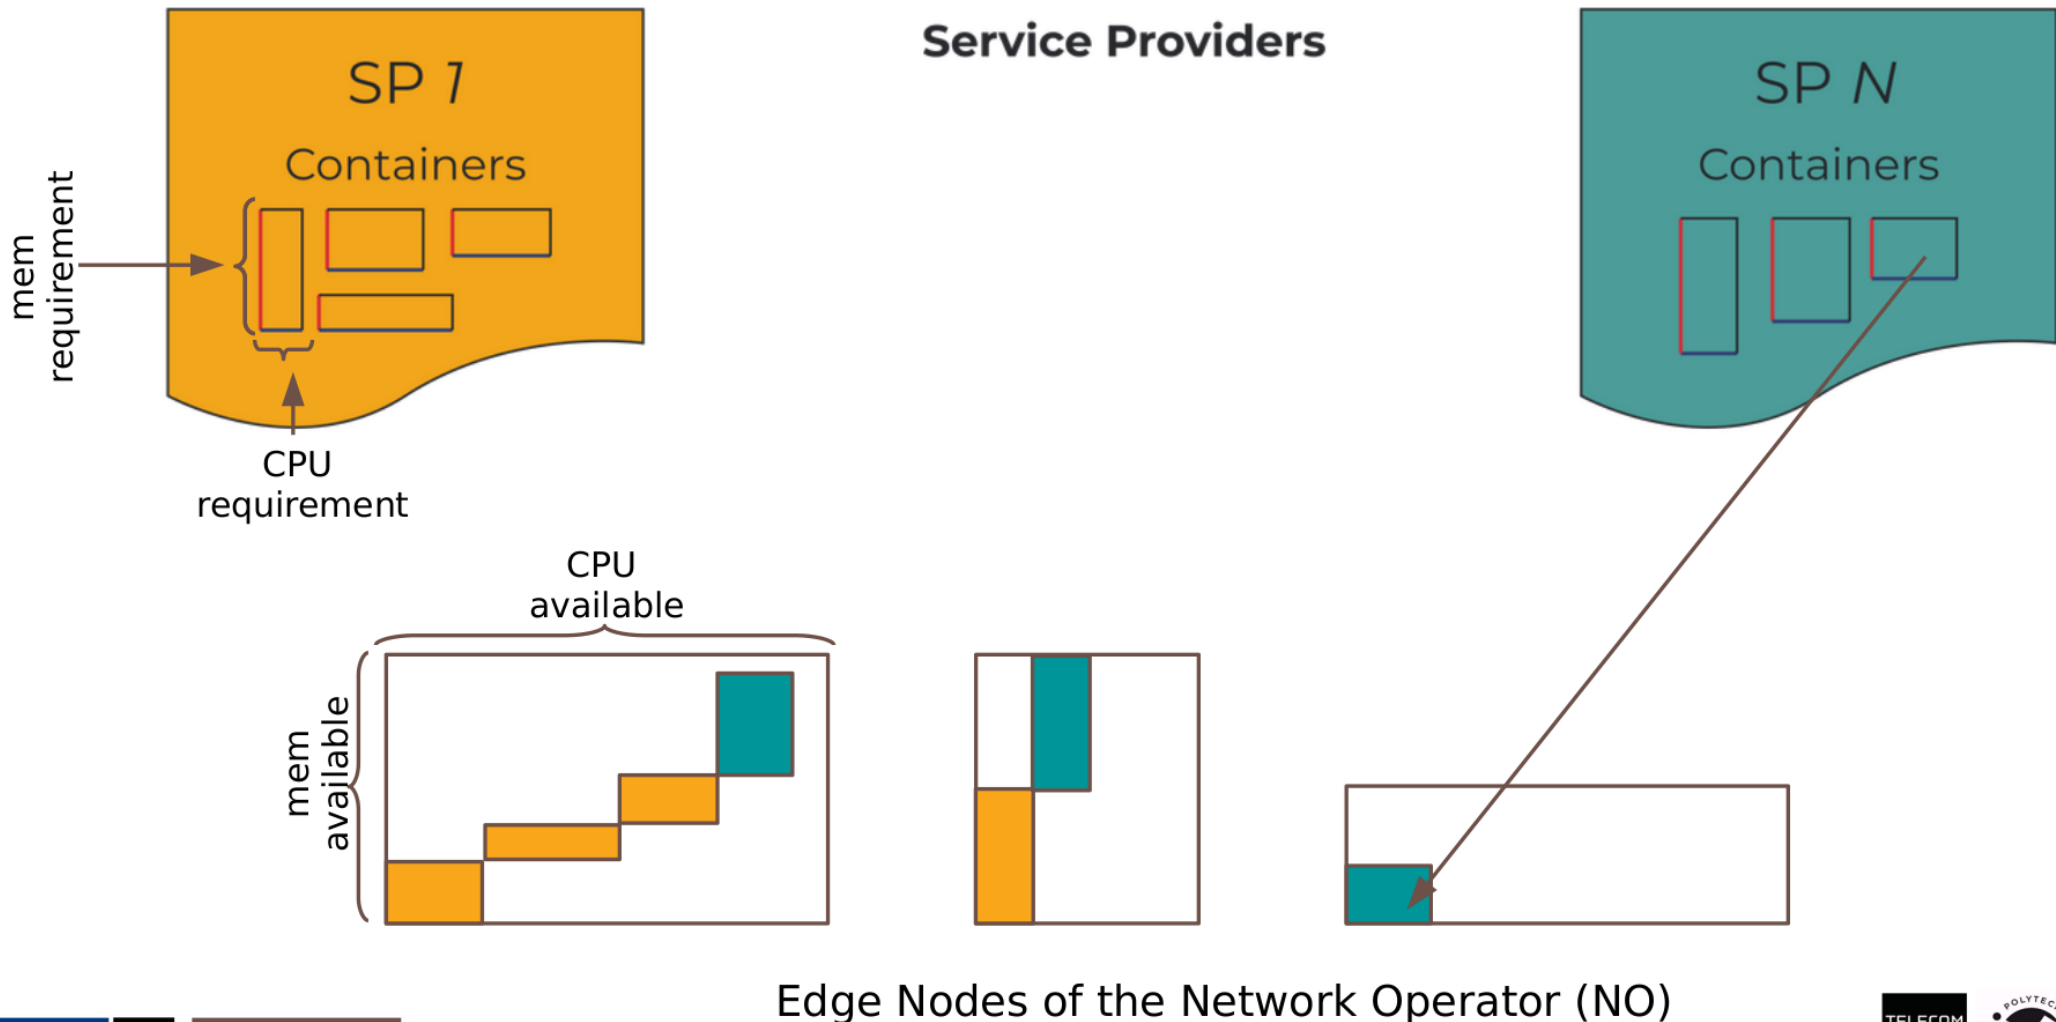 Service Providers
SP 1
Containers
SP N
Containers
mem
requirement
CPU
requirement
CPU
available
mem
available
Edge Nodes of the Network Operator (NO)
TELECOM